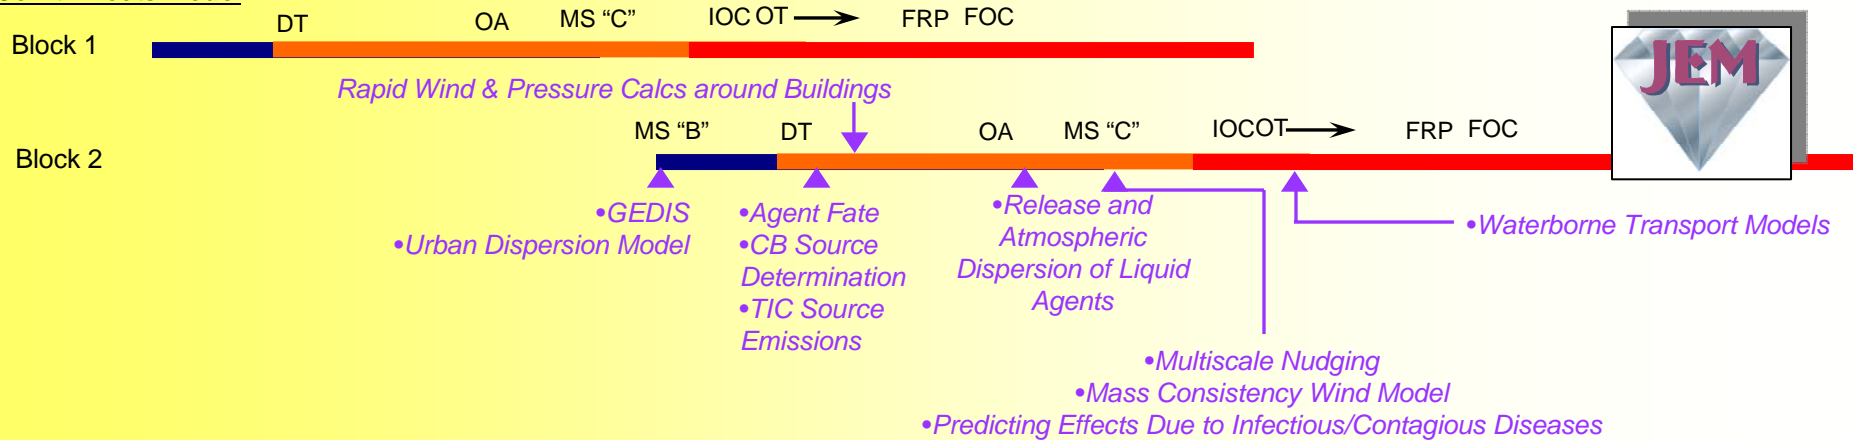 DT OA MS “C” IOC OT FRP FOC
Block 1
JEM
Rapid Wind & Pressure Calcs around Buildings
MS “B” DT OA MS “C” IOC OT FRP FOC
Block 2
•GEDIS
•Urban Dispersion Model
•Agent Fate
•CB Source
Determination
•TIC Source
Emissions
•Release and
Atmospheric
Dispersion of Liquid
Agents
•Waterborne Transport Models
•Multiscale Nudging
•Mass Consistency Wind Model
•Predicting Effects Due to Infectious/Contagious Diseases